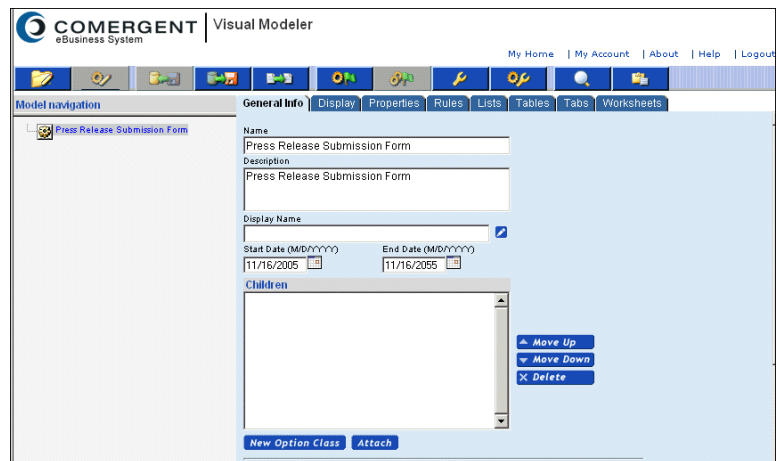 COMERGENT
eBusiness System
Visual Modeler
My Home | My Account | About | Help | Logout
Model navigation
General Info Display Properties Rules Lists Tables Tabs Worksheets
Press Release Submission Form
Name
Press Release Submission Form
Description
Press Release Submission Form
Display Name
Start Date (M/D/YYYY) End Date (M/D/YYYY)
11/16/2005 11/16/2055
Children
Move Up
Move Down
Delete
New Option Class Attach